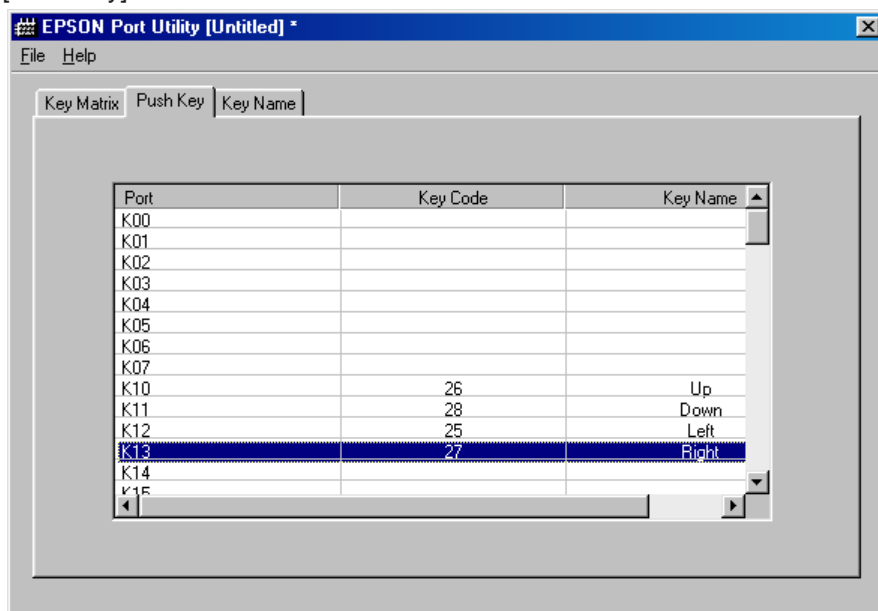 EPSON Port Utility [Untitled] *
File Help
Key Matrix Push Key Key Name
Port Key Code Key Name
K00
K01
K02
K03
K04
K05
K06
K07
K10 26 Up
K11 28 Down
K12 25 Left
K13 27 Right
K14
K15